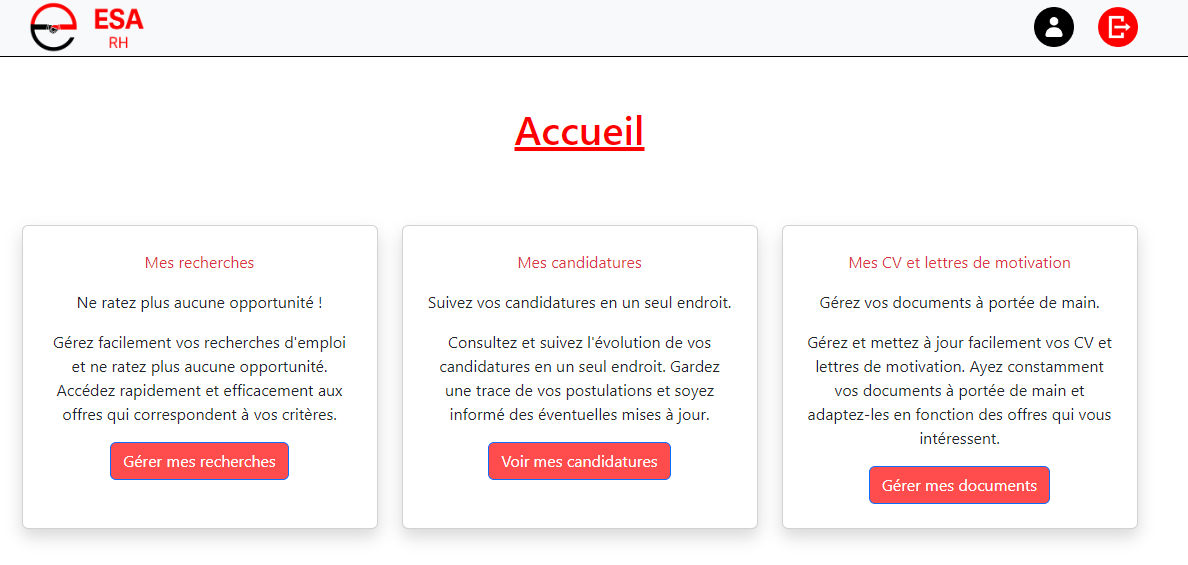 ESA
RH
Accueil
Mes recherches
Ne ratez plus aucune opportunité !
Gérez facilement vos recherches d'emploi
et ne ratez plus aucune opportunité.
Accédez rapidement et efficacement aux
offres qui correspondent à vos critères.
Gérer mes recherches
Mes candidatures
Suivez vos candidatures en un seul endroit.
Consultez et suivez l'évolution de vos
candidatures en un seul endroit. Gardez
une trace de vos postulations et soyez
informé des éventuelles mises à jour.
Voir mes candidatures
Mes CV et lettres de motivation
Gérez vos documents à portée de main.
Gérez et mettez à jour facilement vos CV et
lettres de motivation. Ayez constamment
vos documents à portée de main et
adaptez-les en fonction des offres qui vous
intéressent.
Gérer mes documents